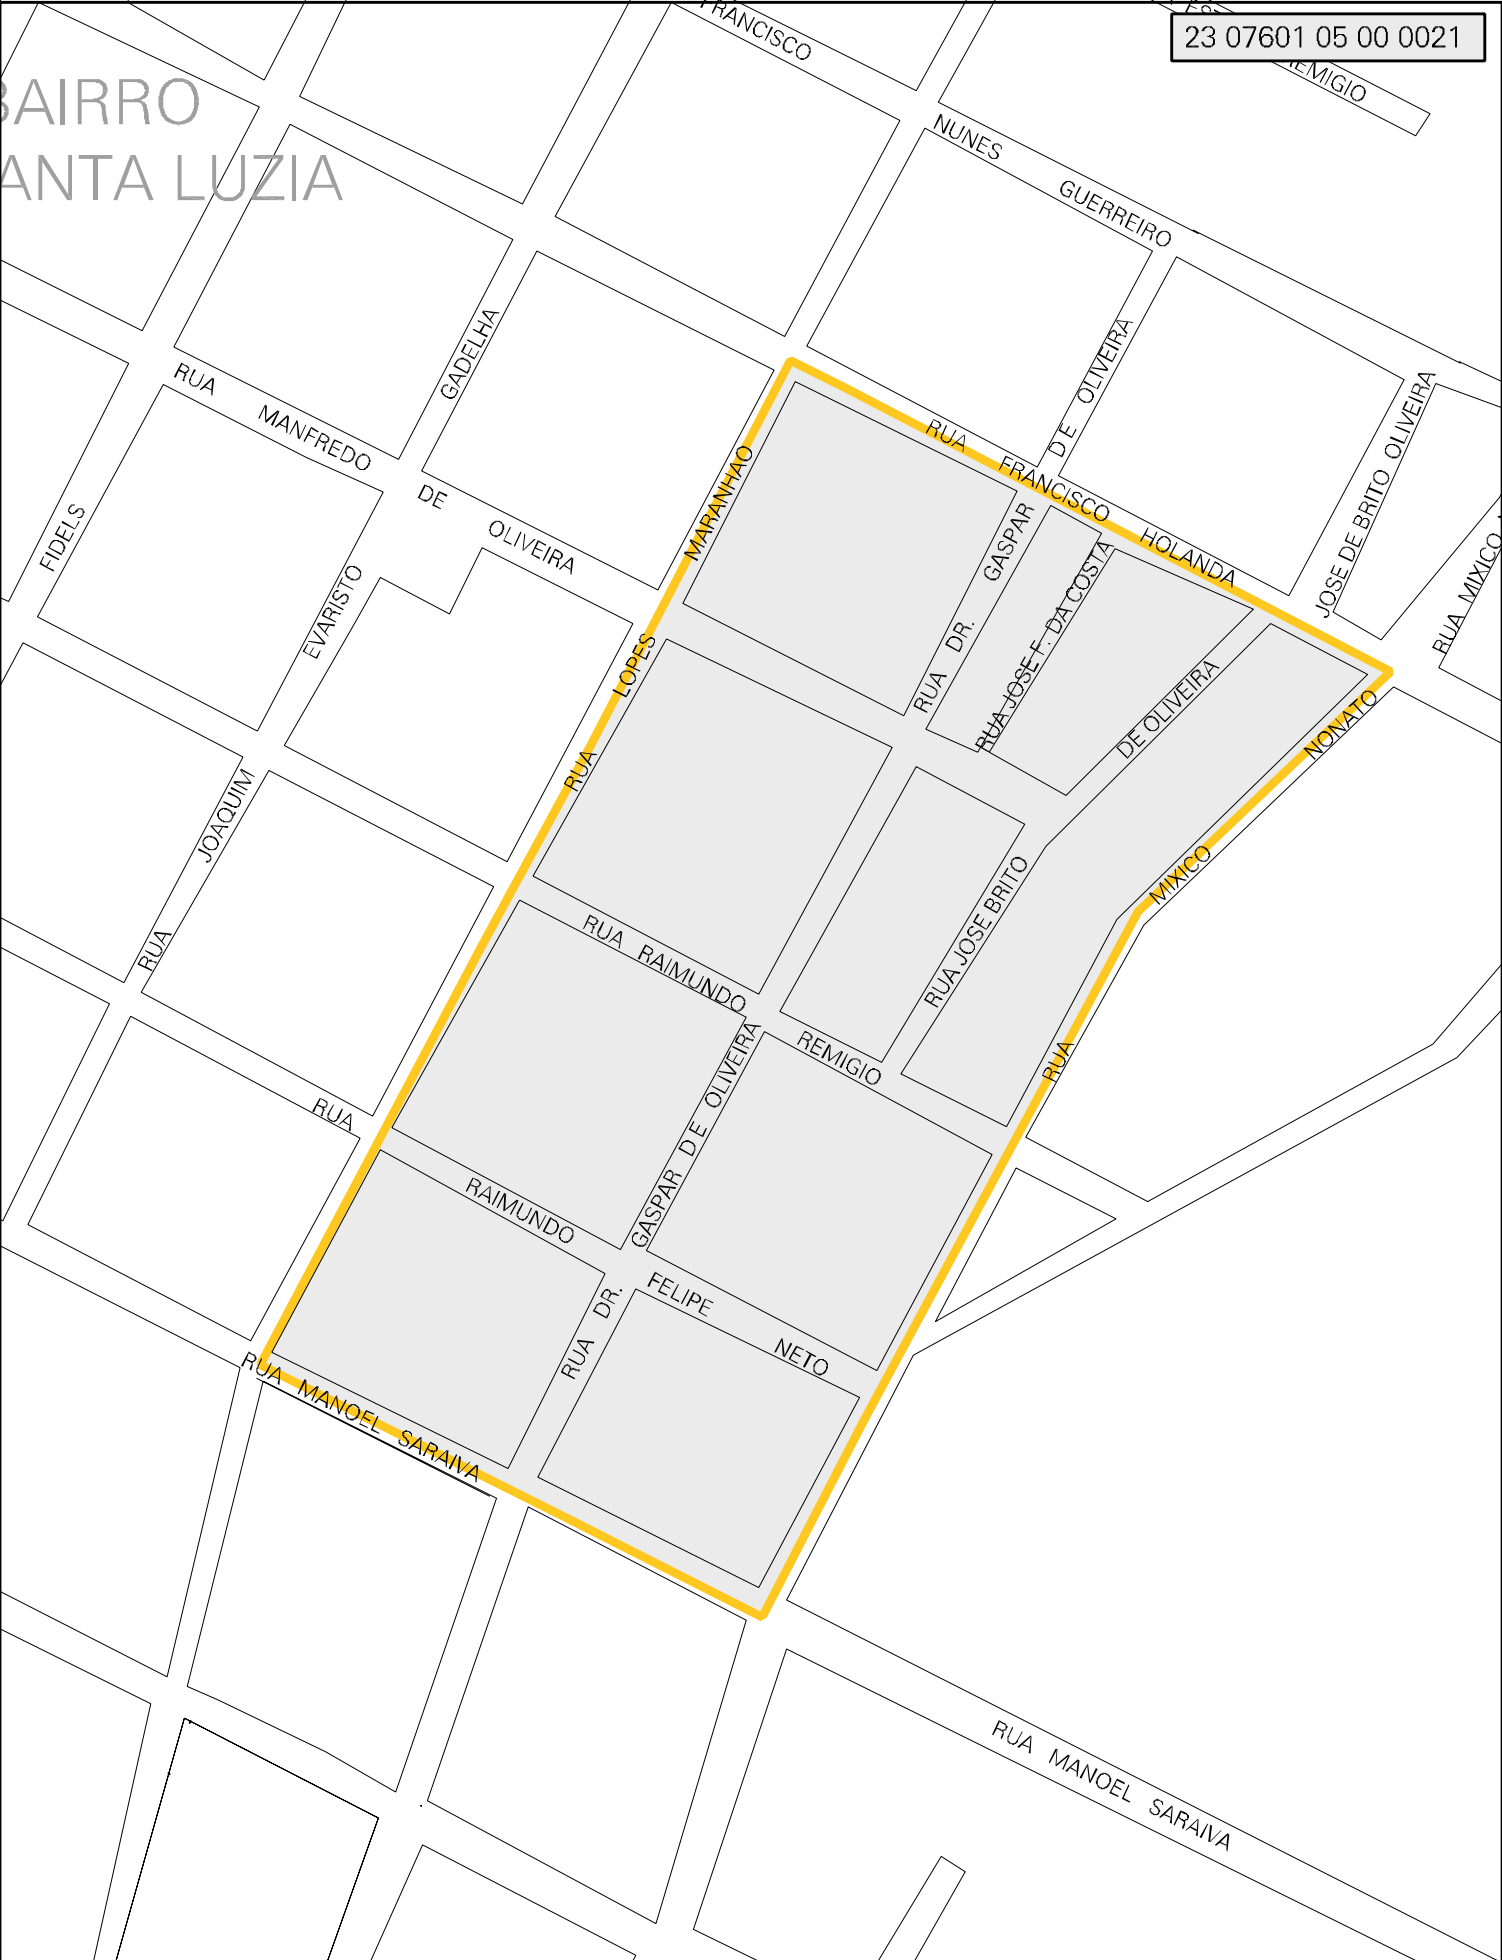 FRANCISCO
23 07601 05 00 0021
REMIGIO
BAIRRO
SANTA LUZIA
NUNES
GUERREIRO
GADELHA
DE OLIVEIRA
JOSE DE BRITO OLIVEIRA
RUA MANFREDO
DE OLIVEIRA
RUA FRANCISCO HOLANDA
MARANHAO
LOPES
RUA
FIDELS
EVARISTO
JOAQUIM
RUA
RUA DR. GASPAR
RUA JOSE F. DA COSTA
DE OLIVEIRA
RUA JOSE BRITO
RUA MIXICO
NONATO
MIXICO
RUA
RUA RAIMUNDO
REMIGIO
GASPAR DE OLIVEIRA
RUA DR.
RUA
RAIMUNDO
FELIPE NETO
RUA MANOEL SARAIVA
RUA MANOEL SARAIVA